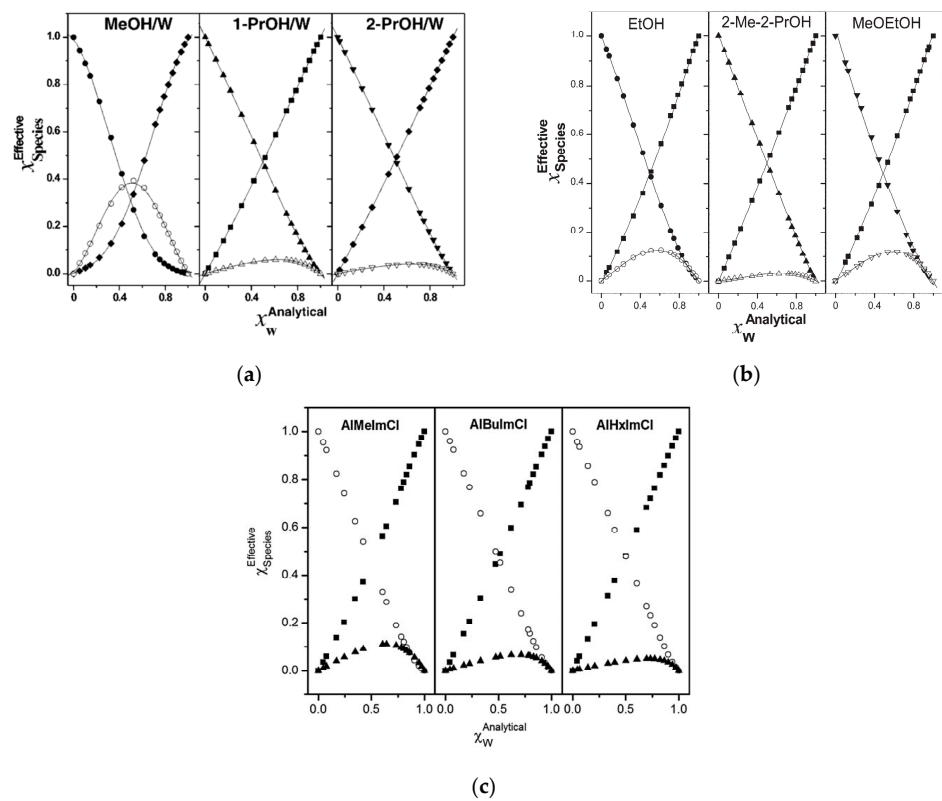 MeOH/W 1-PrOH/W 2-PrOH/W
1.0
0.8
0.6
0.4
0.2
0.0
x Effective Species
0.0 0.4 0.8 0.0 0.4 0.8 0.0 0.4 0.8
x W Analytical
(a)
EtOH 2-Me-2-PrOH MeOEtOH
1.0
0.8
0.6
0.4
0.2
0.0
x Effective Species
0 0.4 0.8 0 0.4 0.8 0 0.4 0.8
x W Analytical
(b)
AlMeImCl AlBuImCl AlHxImCl
1.0
0.8
0.6
0.4
0.2
0.0
χ Effective Species
0.0 0.5 1.0 0.0 0.5 1.0 0.0 0.5 1.0
χ W Analytical
(c)